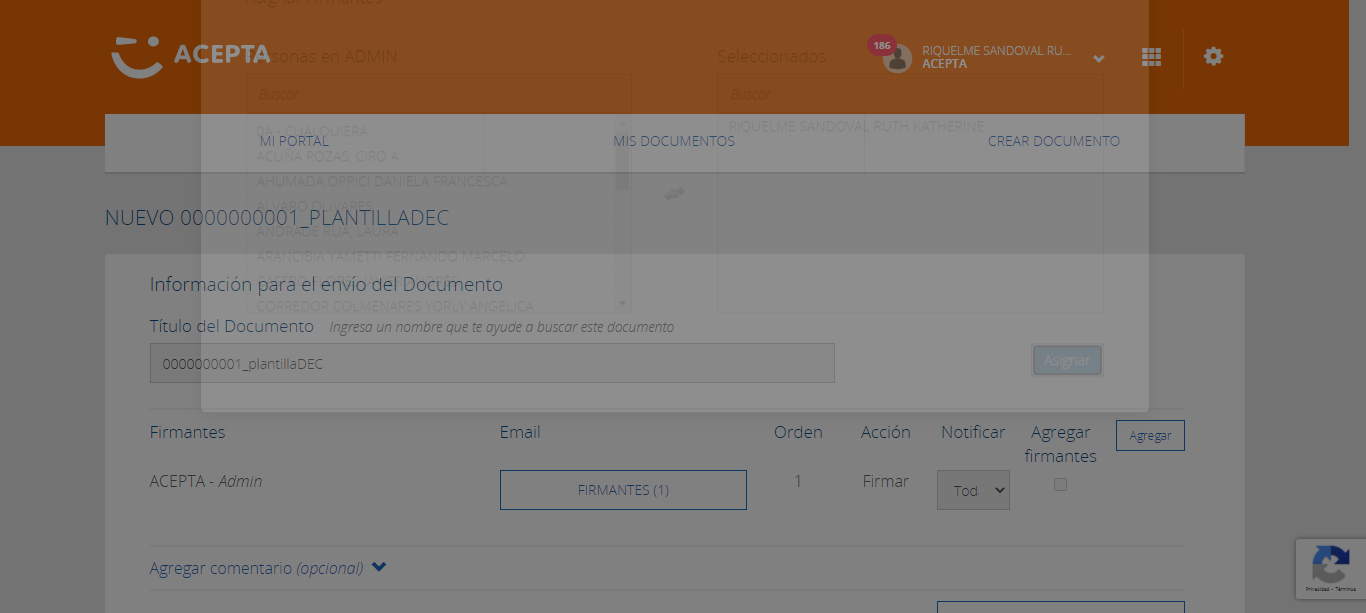 Asignar Firmantes
ACEPTA
Personas en ADMIN
Seleccionados
186
RIQUELME SANDOVAL RU...
ACEPTA
Buscar...
Buscar...
0A - CUALQUIERA
RIQUELME SANDOVAL RUTH KATHERINE
MI PORTAL
MIS DOCUMENTOS
CREAR DOCUMENTO
ACUÑA ROZAS, CIRO A
AHUMADA OPPICI DANIELA FRANCESCA
ALVARO OLIVARES
NUEVO 0000000001_PLANTILLADEC
ANDRADE RUA, LAURA
ARANCIBIA YAMETTI FERNANDO MARCELO
Información para el envío del Documento
CORREDOR COLMENARES YORLY ANGELICA
Título del Documento Ingresa un nombre que te ayude a buscar este documento
0000000001_plantillaDEC
Asignar
Firmantes
Email
Orden
Acción
Notificar
Agregar firmantes
Agregar
ACEPTA - Admin
FIRMANTES (1)
1
Firmar
Tod
Agregar comentario (opcional)
Privacidad - Términos